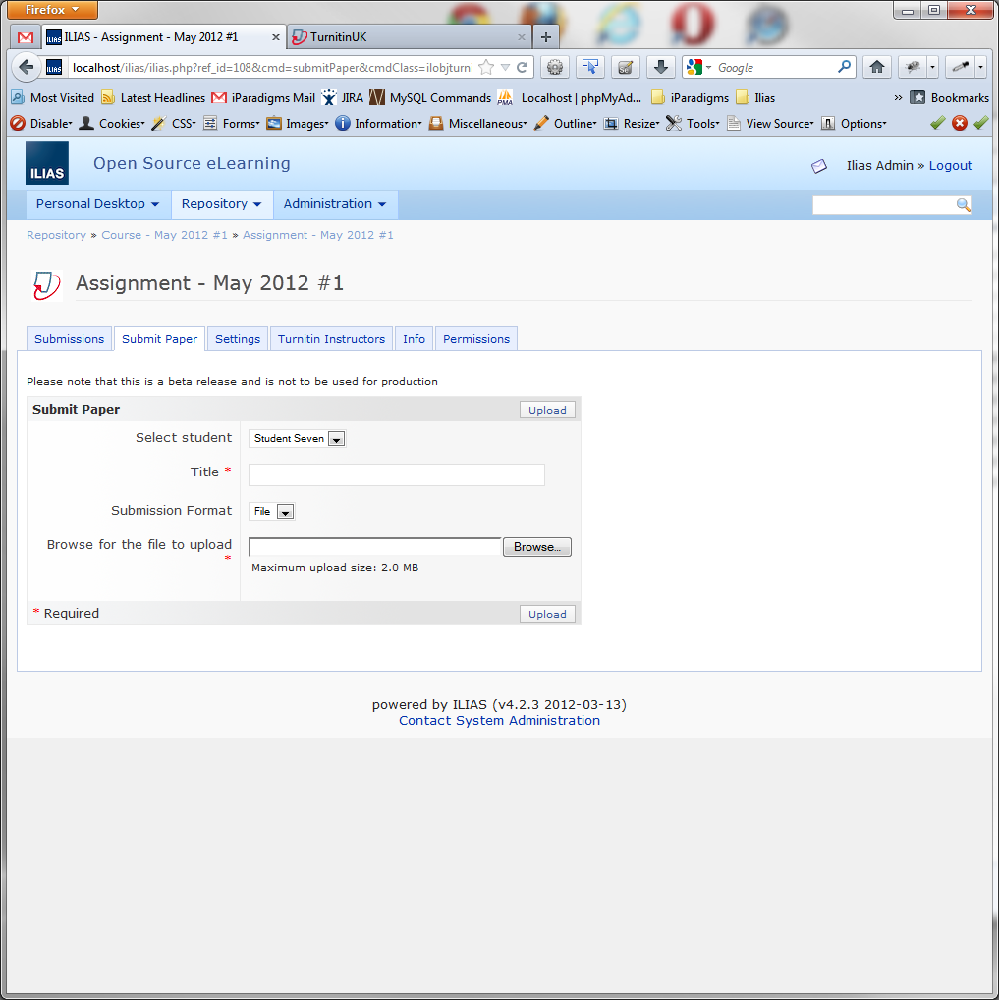 Firefox
ILIAS - Assignment - May 2012 #1
TurnitinUK
localhost/ilias/ilias.php?ref_id=108&cmd=submitPaper&cmdClass=ilobjturni
Google
Most Visited Latest Headlines iParadigms Mail JIRA MySQL Commands Localhost | phpMyAd... iParadigms Ilias » Bookmarks
Disable Cookies CSS Forms Images Information Miscellaneous Outline Resize Tools View Source Options
ILIAS Open Source eLearning Ilias Admin » Logout
Personal Desktop Repository Administration
Repository » Course - May 2012 #1 » Assignment - May 2012 #1
Assignment - May 2012 #1
Submissions Submit Paper Settings Turnitin Instructors Info Permissions
Please note that this is a beta release and is not to be used for production
Submit Paper Upload
Select student Student Seven
Title *
Submission Format File
Browse for the file to upload * Browse...
Maximum upload size: 2.0 MB
* Required Upload
powered by ILIAS (v4.2.3 2012-03-13)
Contact System Administration